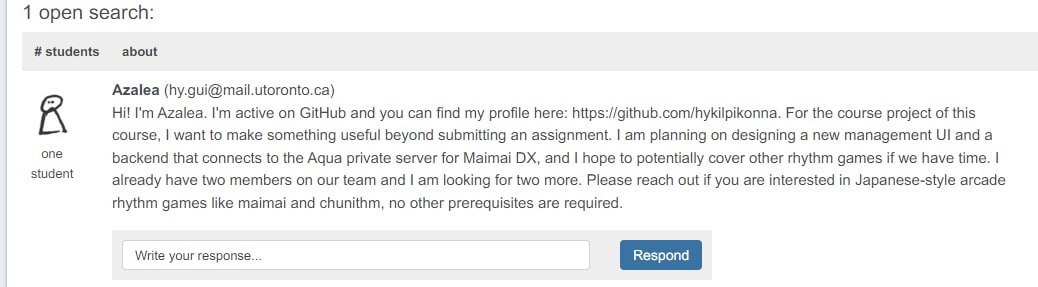 1 open search:
# students about
Azalea (hy.gui@mail.utoronto.ca)
Hi! I'm Azalea. I'm active on GitHub and you can find my profile here: https://github.com/hykilpikonna. For the course project of this
course, I want to make something useful beyond submitting an assignment. I am planning on designing a new management UI and a
backend that connects to the Aqua private server for Maimai DX, and I hope to potentially cover other rhythm games if we have time. I
already have two members on our team and I am looking for two more. Please reach out if you are interested in Japanese-style arcade
rhythm games like maimai and chunithm, no other prerequisites are required.
one
student
Write your response...
Respond